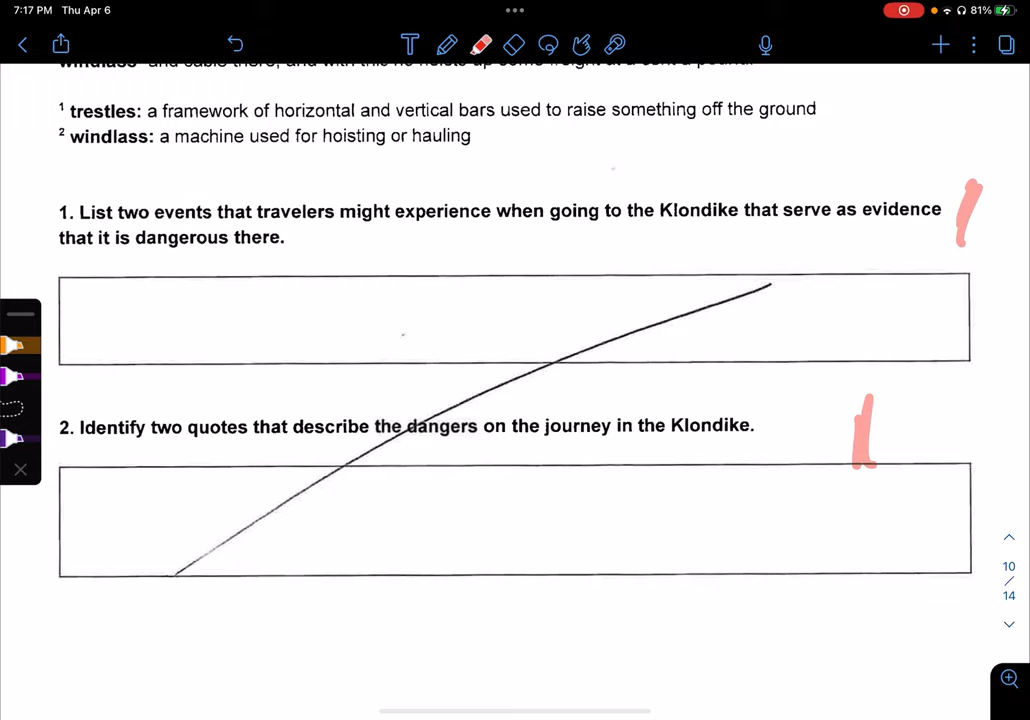 7:17 PM Thu Apr 6
81%
¹ trestles: a framework of horizontal and vertical bars used to raise something off the ground
² windlass: a machine used for hoisting or hauling
1. List two events that travelers might experience when going to the Klondike that serve as evidence
that it is dangerous there.
2. Identify two quotes that describe the dangers on the journey in the Klondike.
10
/
14